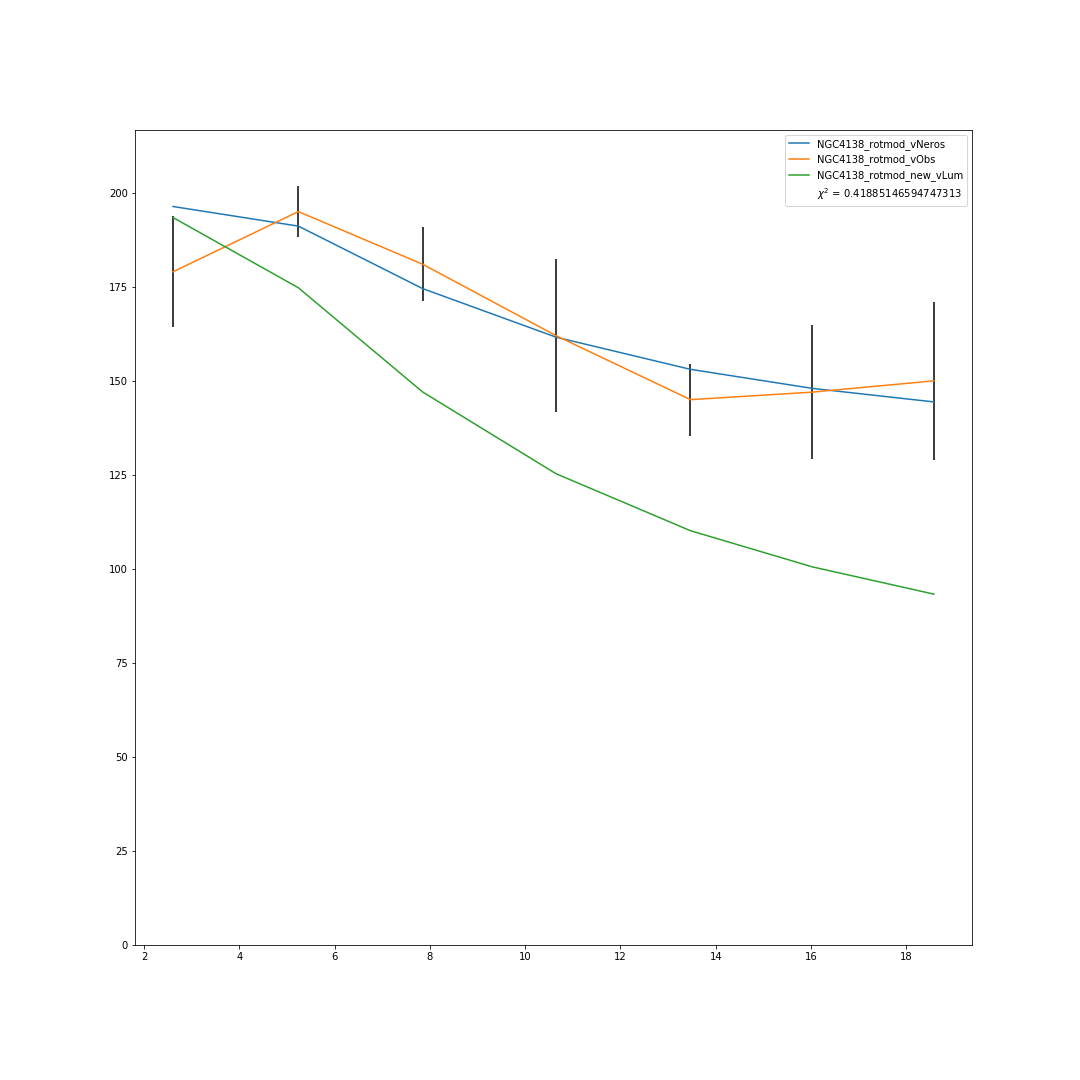 NGC4138_rotmod_vNeros
NGC4138_rotmod_vObs
NGC4138_rotmod_new_vLum
χ² = 0.41885146594747313
200
175
150
125
100
75
50
25
0
2 4 6 8 10 12 14 16 18